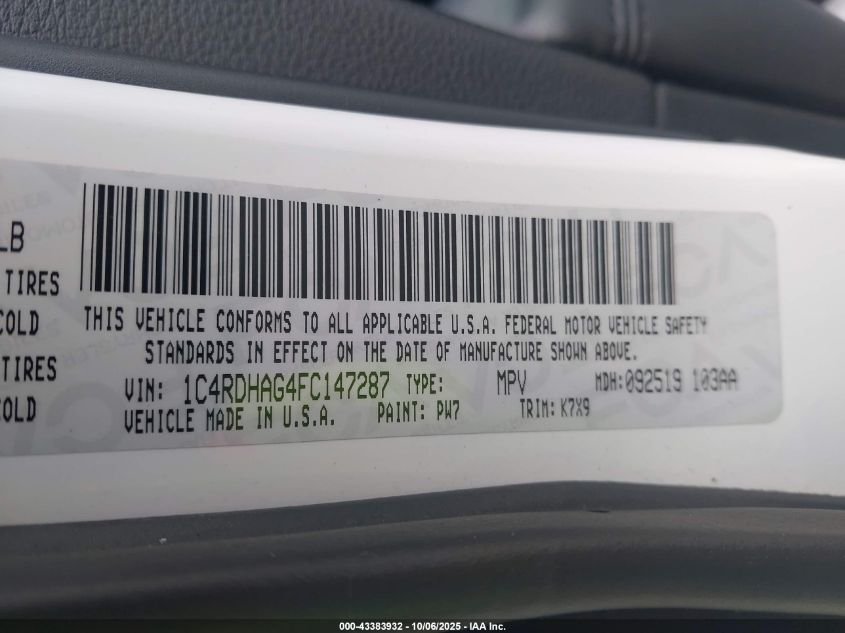 LB
TIRES
COLD
TIRES
COLD
THIS VEHICLE CONFORMS TO ALL APPLICABLE U.S.A. FEDERAL MOTOR VEHICLE SAFETY
STANDARDS IN EFFECT ON THE DATE OF MANUFACTURE SHOWN ABOVE.
VIN: 1C4RDHAG4FC147287 TYPE: MPV MDH: 092519 103AA
VEHICLE MADE IN U.S.A. PAINT: PW7 TRIM: K7X9
000-43383932 - 10/06/2025 - IAA Inc.